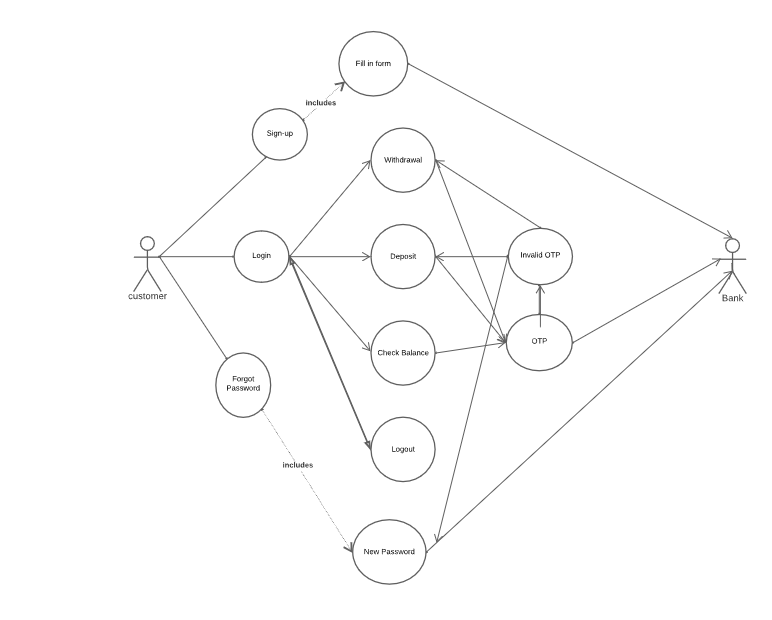 Fill in form
includes
Sign-up
Withdrawal
Login
Deposit
Invalid OTP
customer
Bank
OTP
Check Balance
Forgot
Password
Logout
includes
New Password